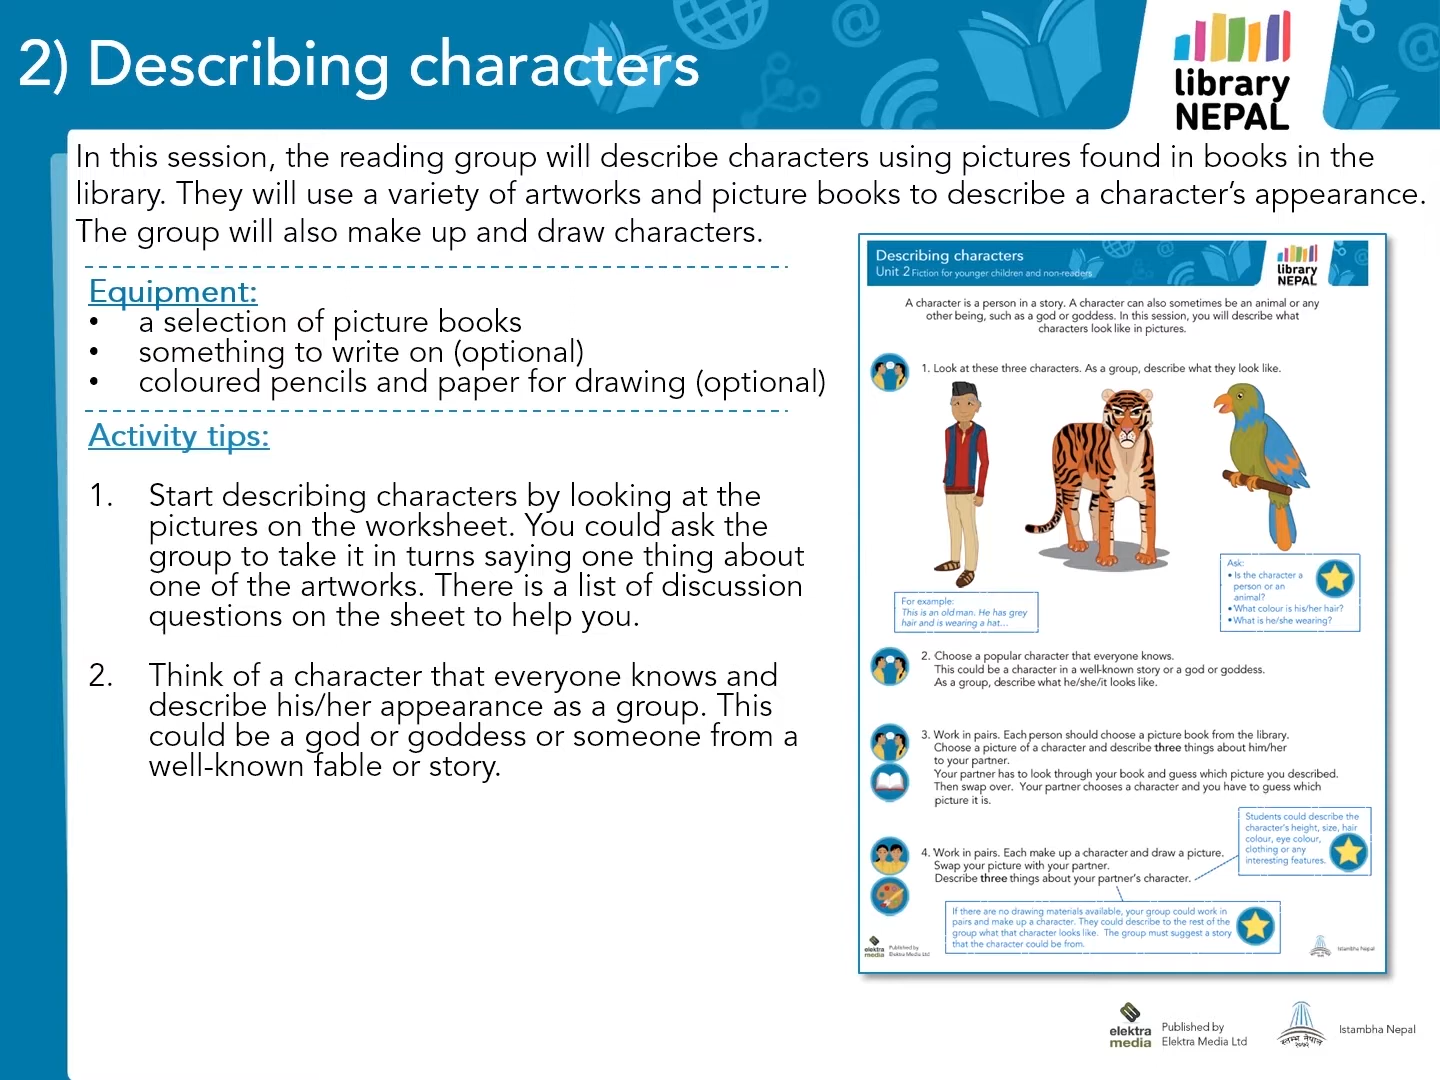 2) Describing characters
library
NEPAL
In this session, the reading group will describe characters using pictures found in books in the
library. They will use a variety of artworks and picture books to describe a character's appearance.
The group will also make up and draw characters.
Equipment:
• a selection of picture books
• something to write on (optional)
• coloured pencils and paper for drawing (optional)
Activity tips:
1. Start describing characters by looking at the
pictures on the worksheet. You could ask the
group to take it in turns saying one thing about
one of the artworks. There is a list of discussion
questions on the sheet to help you.
2. Think of a character that everyone knows and
describe his/her appearance as a group. This
could be a god or goddess or someone from a
well-known fable or story.
Describing characters
Unit 2 Fiction for younger children and non-readers
library
NEPAL
A character is a person in a story. A character can also sometimes be an animal or any
other being, such as a god or goddess. In this session, you will describe what
characters look like in pictures.
1. Look at these three characters. As a group, describe what they look like.
For example:
This is an old man. He has grey
hair and is wearing a hat...
Ask:
• Is the character a
person or an
animal?
• What colour is his/her hair?
• What is he/she wearing?
2. Choose a popular character that everyone knows.
This could be a character in a well-known story or a god or goddess.
As a group, describe what he/she/it looks like.
3. Work in pairs. Each person should choose a picture book from the library.
Choose a picture of a character and describe three things about him/her
to your partner.
Your partner has to look through your book and guess which picture you described.
Then swap over. Your partner chooses a character and you have to guess which
picture it is.
Students could describe the
character's height, size, hair
colour, eye colour,
clothing or any
interesting features.
4. Work in pairs. Each make up a character and draw a picture.
Swap your picture with your partner.
Describe three things about your partner's character.
If there are no drawing materials available, your group could work in
pairs and make up a character. They could describe to the rest of the
group what that character looks like. The group must suggest a story
that the character could be from.
elektra
media
Published by
Elektra Media Ltd
Istambha Nepal
elektra
media
Published by
Elektra Media Ltd
स्तम्भ नेपाल
Istambha Nepal